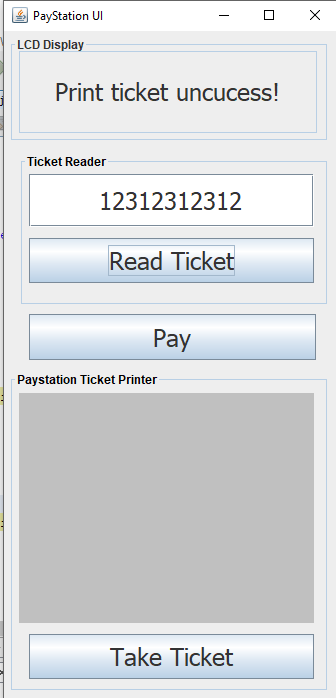 PayStation UI
LCD Display
Print ticket uncucess!
Ticket Reader
12312312312
Read Ticket
Pay
Paystation Ticket Printer
Take Ticket